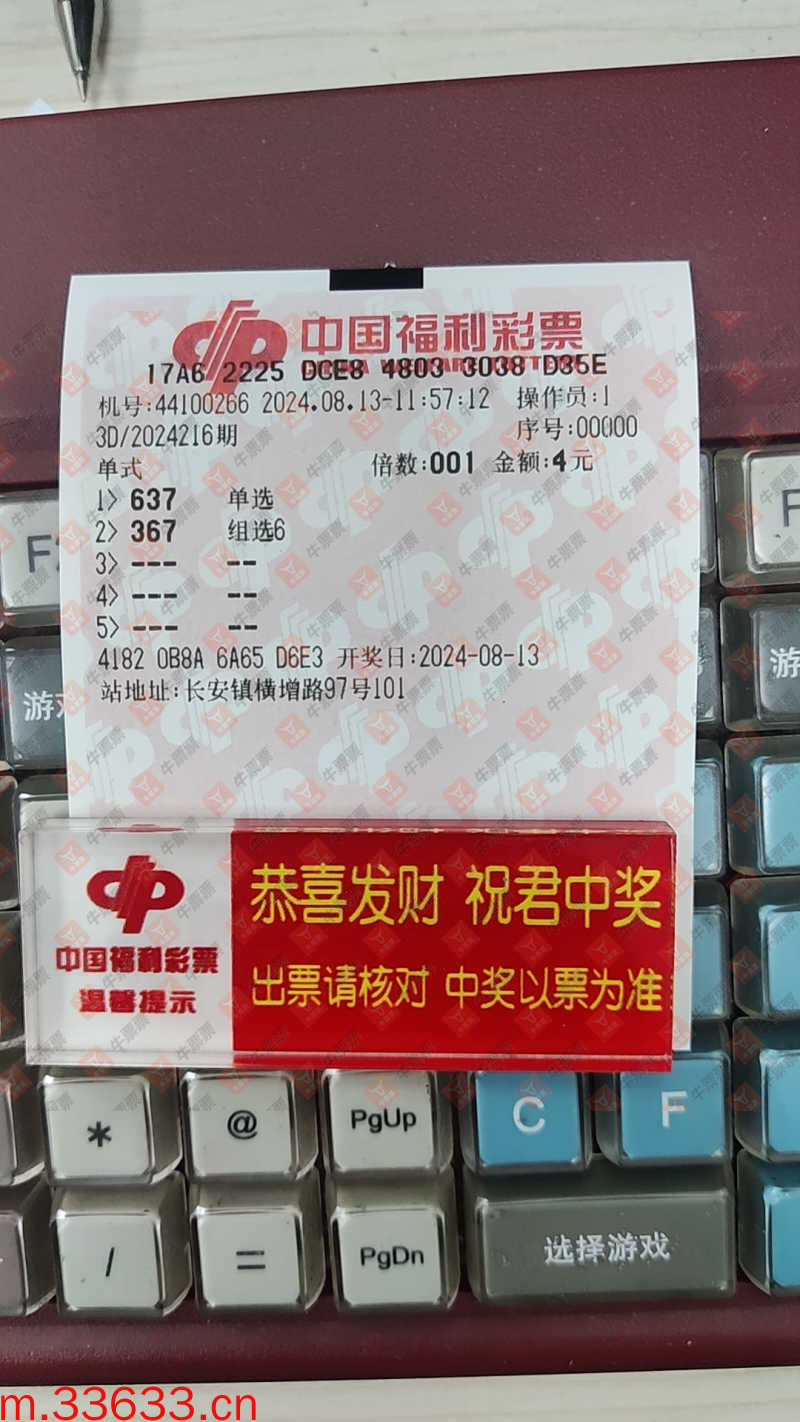 中国福利彩票
17A6 2225 DCE8 4803 3038 D35E
机号:44100266 2024.08.13-11:57:12 操作员:1
3D/2024216期 序号:00000
单式 倍数:001 金额:4元
1> 637 单选
2> 367 组选6
3> --- --
4> --- --
5> --- --
4182 0B8A 6A65 D6E3 开奖日:2024-08-13
站地址:长安镇横增路97号101
中国福利彩票
温馨提示
恭喜发财 祝君中奖
出票请核对 中奖以票为准
游
* @ PgUp C F
/ = PgDn 选择游戏
牛票票
m.33633.cn